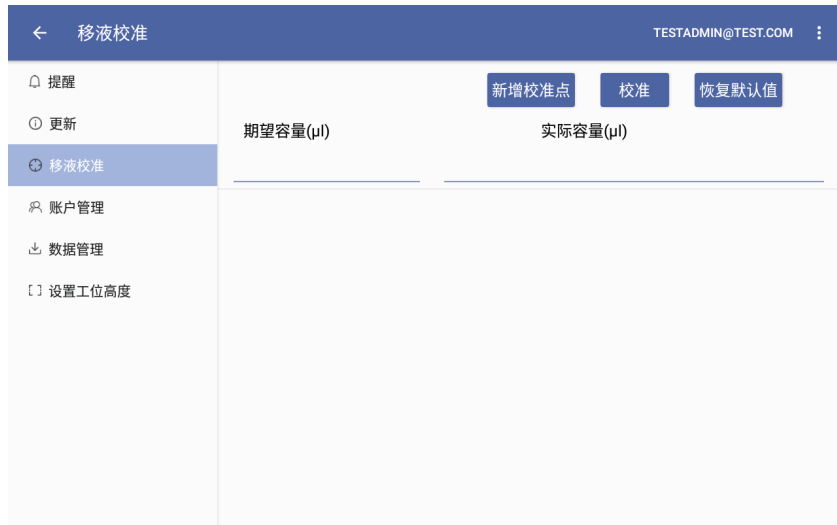 移液校准
TESTADMIN@TEST.COM
提醒
更新
移液校准
账户管理
数据管理
设置工位高度
新增校准点 校准 恢复默认值
期望容量(µl) 实际容量(µl)